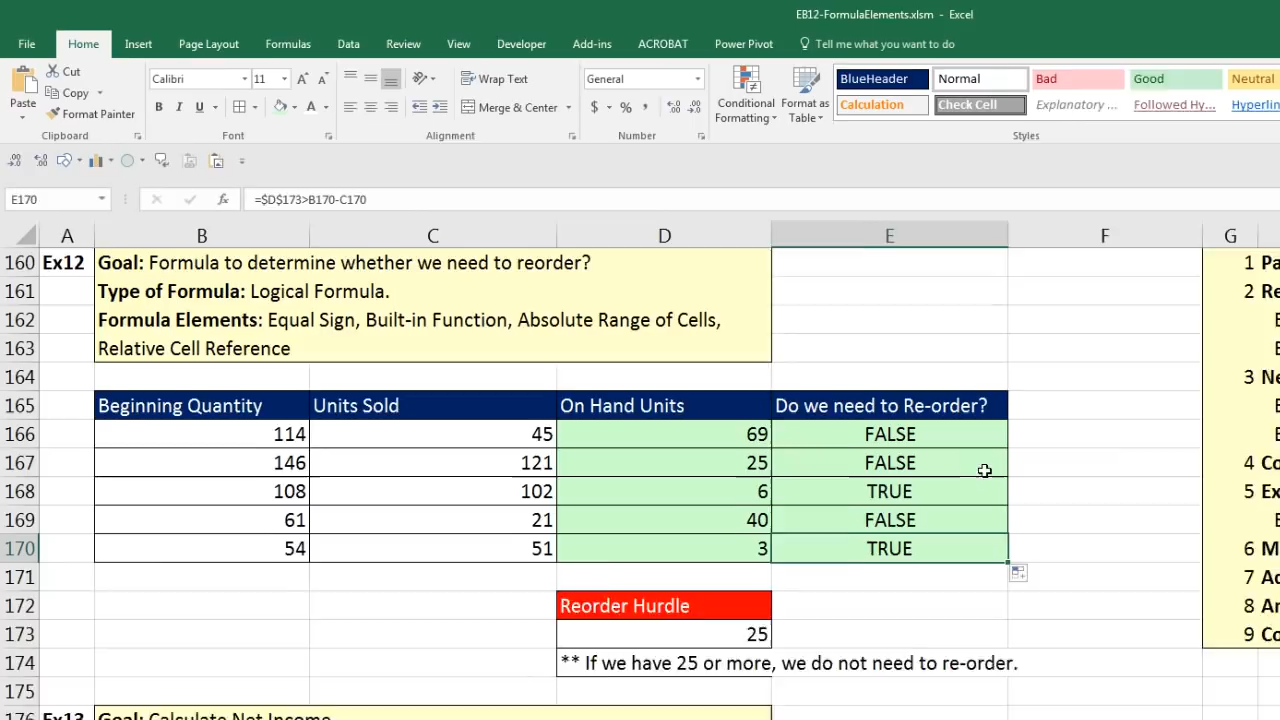 EB12-FormulaElements.xlsm - Excel
File Home Insert Page Layout Formulas Data Review View Developer Add-ins ACROBAT Power Pivot Tell me what you want to do
Paste Cut Copy Format Painter
Calibri 11
B I U
Wrap Text
Merge & Center
General
$ % ,
Conditional Formatting
Format as Table
BlueHeader Normal Bad Good Neutral
Calculation Check Cell Explanatory ... Followed Hy... Hyperlin
Clipboard Font Alignment Number Styles
E170 fx =$D$173>B170-C170
A B C D E F G
160 Ex12 Goal: Formula to determine whether we need to reorder? 1 Pa
161 Type of Formula: Logical Formula. 2 Re
162 Formula Elements: Equal Sign, Built-in Function, Absolute Range of Cells, E
163 Relative Cell Reference E
164 3 Ne
165 Beginning Quantity Units Sold On Hand Units Do we need to Re-order? E
166 114 45 69 FALSE E
167 146 121 25 FALSE 4 Co
168 108 102 6 TRUE 5 Ex
169 61 21 40 FALSE E
170 54 51 3 TRUE 6 M
171 7 Ad
172 Reorder Hurdle 8 Ar
173 25 9 Co
174 ** If we have 25 or more, we do not need to re-order.
175
Ex13 Goal: Calculate Net Income